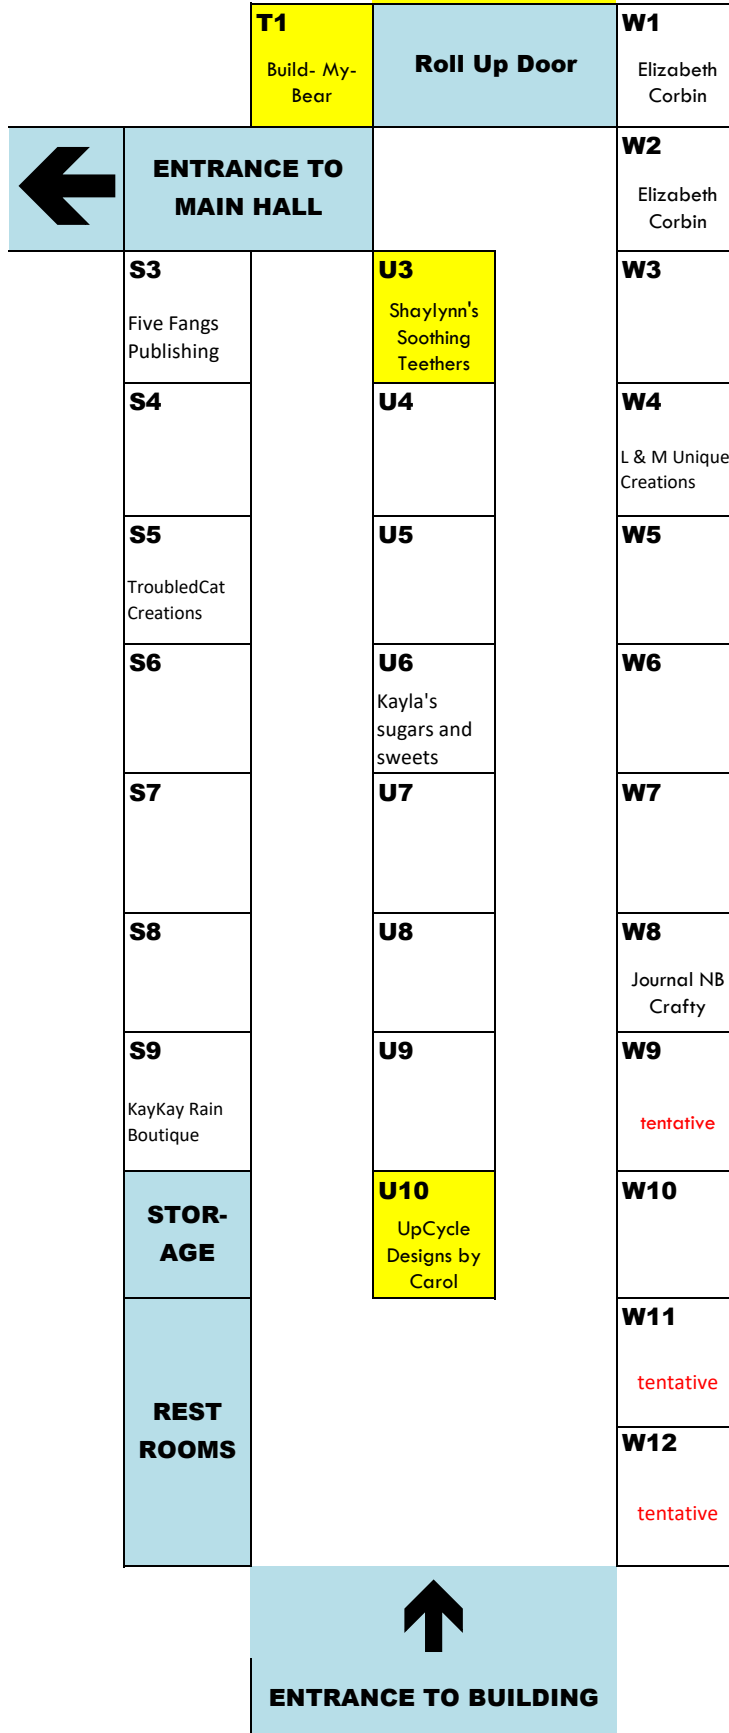 T1
Build- My-
Bear
Roll Up Door
W1
Elizabeth
Corbin
ENTRANCE TO
MAIN HALL
W2
Elizabeth
Corbin
S3
Five Fangs
Publishing
U3
Shaylynn's
Soothing
Teethers
W3
S4
U4
W4
L & M Unique
Creations
S5
TroubledCat
Creations
U5
W5
S6
U6
Kayla's
sugars and
sweets
W6
S7
U7
W7
S8
U8
W8
Journal NB
Crafty
S9
KayKay Rain
Boutique
U9
W9
tentative
STOR-
AGE
U10
UpCycle
Designs by
Carol
W10
REST
ROOMS
W11
tentative
W12
tentative
ENTRANCE TO BUILDING